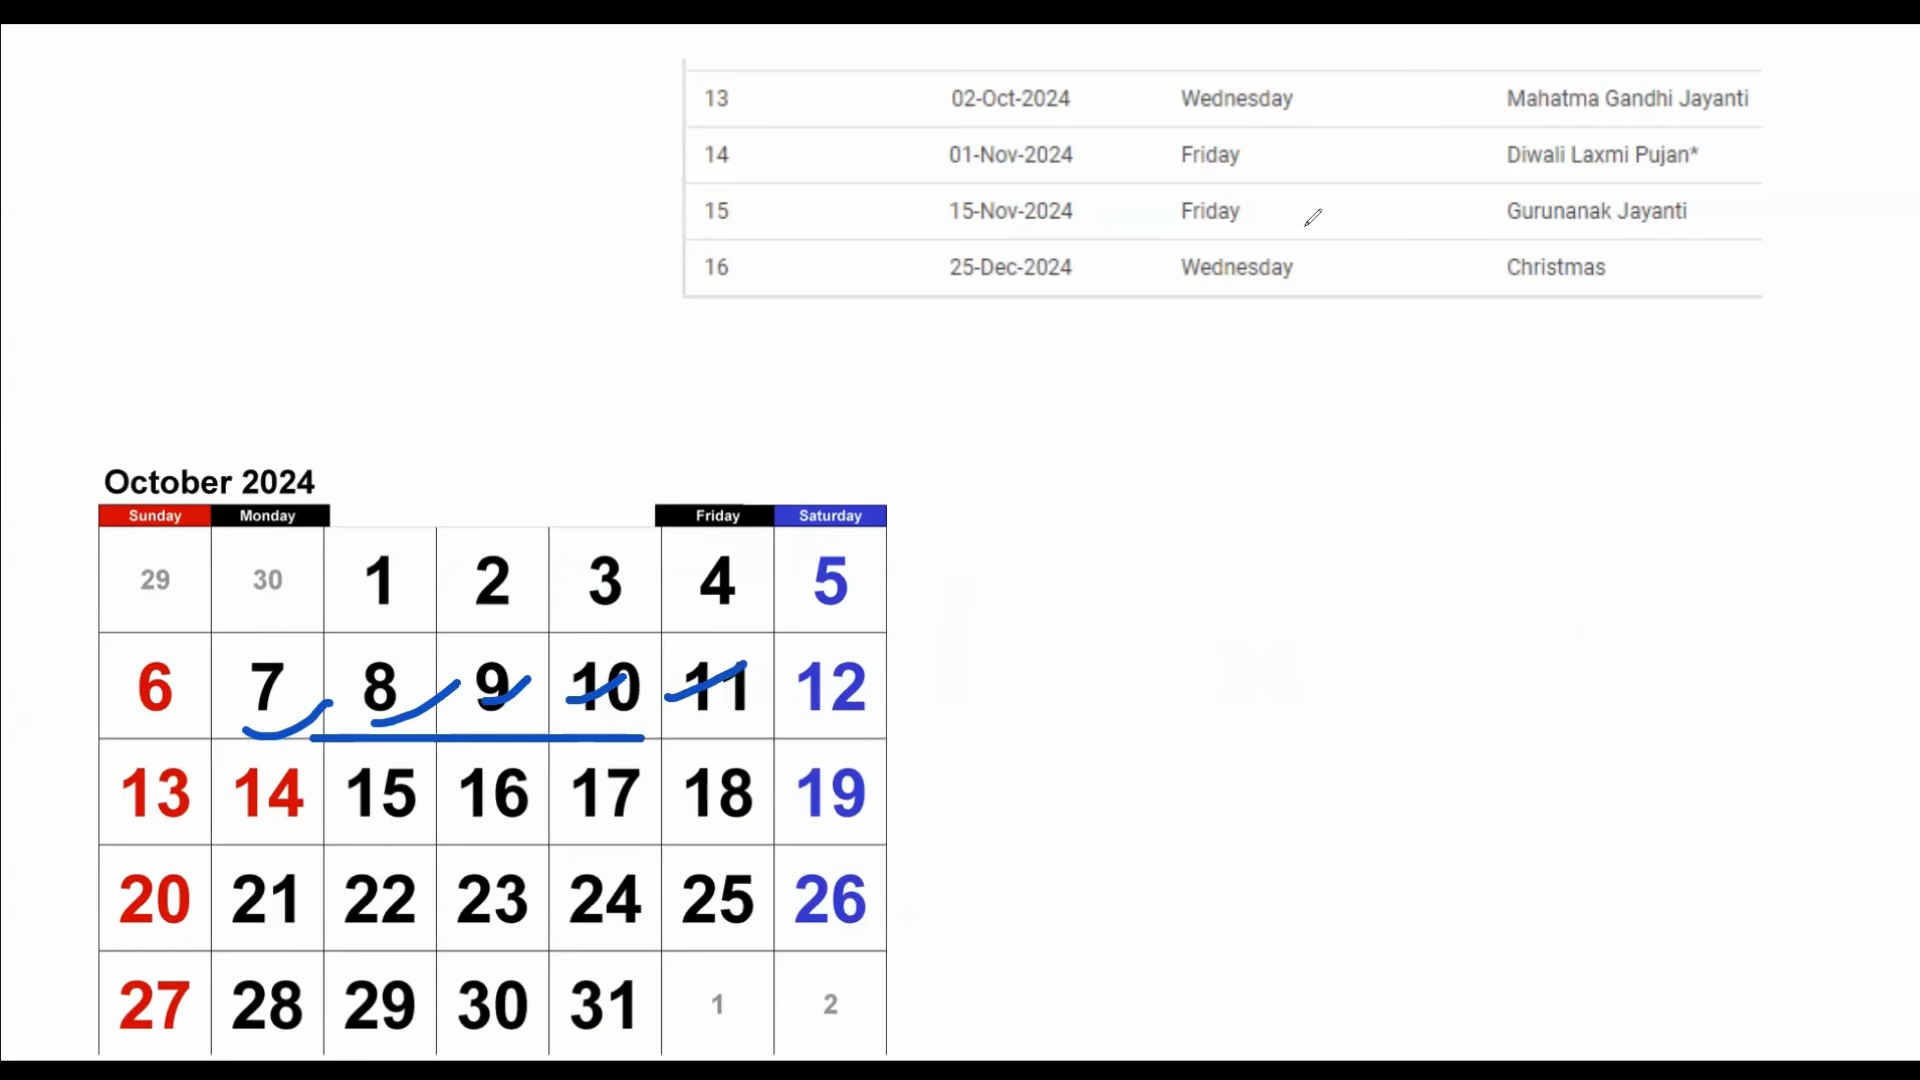 13 02-Oct-2024 Wednesday Mahatma Gandhi Jayanti
14 01-Nov-2024 Friday Diwali Laxmi Pujan*
15 15-Nov-2024 Friday Gurunanak Jayanti
16 25-Dec-2024 Wednesday Christmas
October 2024
Sunday Monday Friday Saturday
29 30 1 2 3 4 5
6 7 8 9 10 11 12
13 14 15 16 17 18 19
20 21 22 23 24 25 26
27 28 29 30 31 1 2